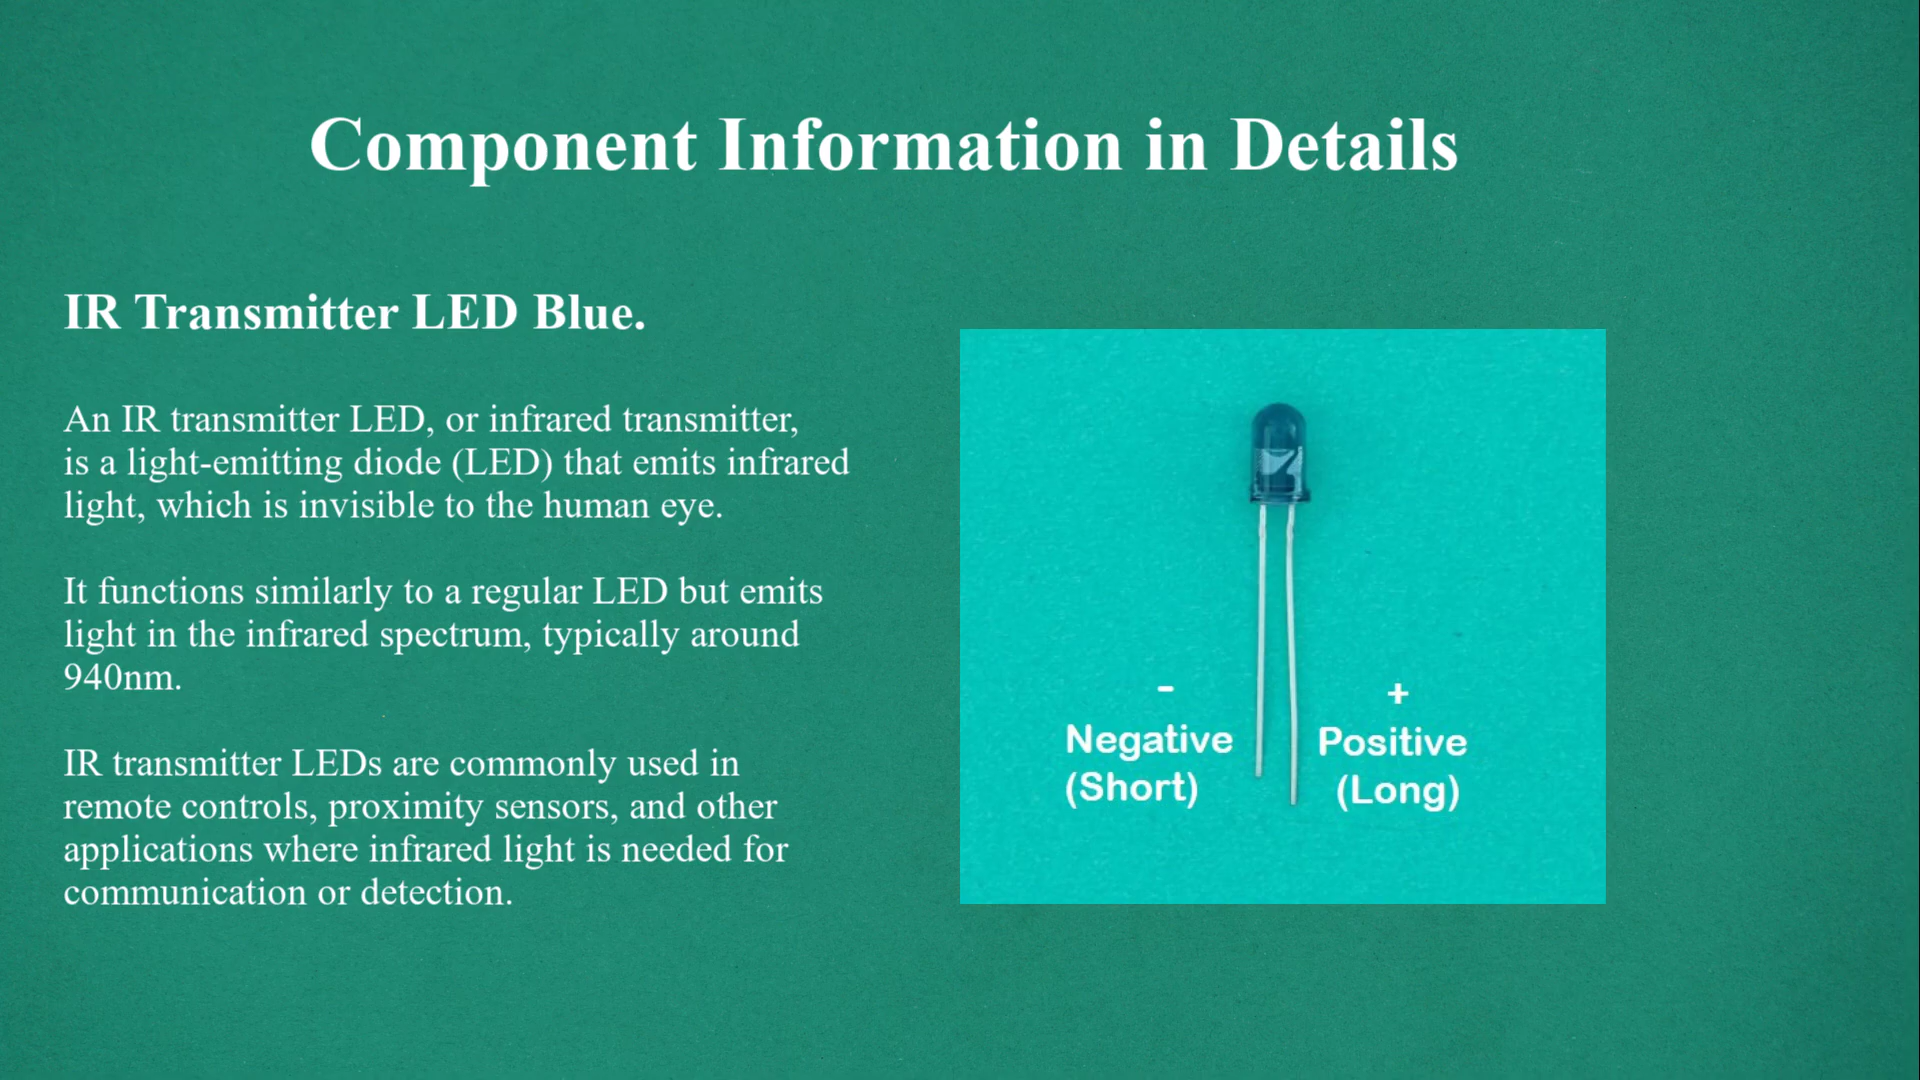 Component Information in Details
IR Transmitter LED Blue.
An IR transmitter LED, or infrared transmitter,
is a light-emitting diode (LED) that emits infrared
light, which is invisible to the human eye.
It functions similarly to a regular LED but emits
light in the infrared spectrum, typically around
940nm.
IR transmitter LEDs are commonly used in
remote controls, proximity sensors, and other
applications where infrared light is needed for
communication or detection.
-
Negative
(Short)
+
Positive
(Long)